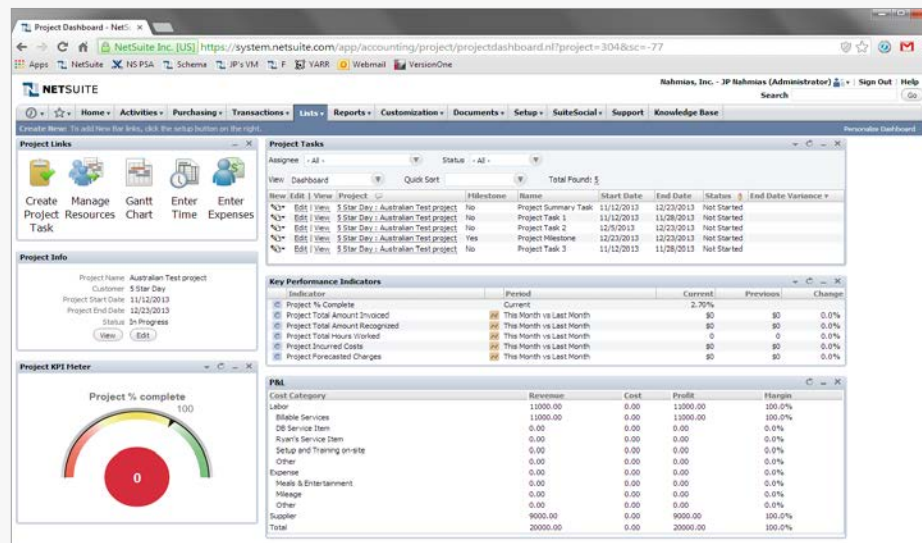 Project Dashboard - NetS
NetSuite Inc. [US] https://system.netsuite.com/app/accounting/project/projectdashboard.nl?project=304&sc=-77
Apps NetSuite NS PSA Schema JP's VM F YARR Webmail VersionOne
NETSUITE
Nahmias, Inc. - JP Nahmias (Administrator) Sign Out Help
Search Go
Home Activities Purchasing Transactions Lists Reports Customization Documents Setup SuiteSocial Support Knowledge Base
Create New: To add New Bar links, click the setup button on the right. Personalize Dashboard
Project Links
Create Project Task
Manage Resources
Gantt Chart
Enter Time
Enter Expenses
Project Info
Project Name Australian Test project
Customer 5 Star Day
Project Start Date 11/12/2013
Project End Date 12/23/2013
Status In Progress
View Edit
Project KPI Meter
Project % complete
100
0
Project Tasks
Assignee - All - Status - All -
View Dashboard Quick Sort Total Found: 5
New Edit | View Project Milestone Name Start Date End Date Status End Date Variance
Edit | View 5 Star Day : Australian Test project No Project Summary Task 11/12/2013 12/23/2013 Not Started
Edit | View 5 Star Day : Australian Test project No Project Task 1 11/12/2013 11/28/2013 Not Started
Edit | View 5 Star Day : Australian Test project No Project Task 2 12/5/2013 12/23/2013 Not Started
Edit | View 5 Star Day : Australian Test project Yes Project Milestone 12/23/2013 12/23/2013 Not Started
Edit | View 5 Star Day : Australian Test project No Project Task 3 11/12/2013 11/28/2013 Not Started
Key Performance Indicators
Indicator Period Current Previous Change
Project % Complete Current 2.70%
Project Total Amount Invoiced This Month vs Last Month $0 $0 0.0%
Project Total Amount Recognized This Month vs Last Month $0 $0 0.0%
Project Total Hours Worked This Month vs Last Month 0 0 0.0%
Project Incurred Costs This Month vs Last Month $0 $0 0.0%
Project Forecasted Charges This Month vs Last Month $0 $0 0.0%
P&L
Cost Category Revenue Cost Profit Margin
Labor 11000.00 0.00 11000.00 100.0%
Billable Services 11000.00 0.00 11000.00 100.0%
DB Service Item 0.00 0.00 0.00 0.0%
Ryan's Service Item 0.00 0.00 0.00 0.0%
Setup and Training on-site 0.00 0.00 0.00 0.0%
Other 0.00 0.00 0.00 0.0%
Expense 0.00 0.00 0.00 0.0%
Meals & Entertainment 0.00 0.00 0.00 0.0%
Mileage 0.00 0.00 0.00 0.0%
Other 0.00 0.00 0.00 0.0%
Supplier 9000.00 0.00 9000.00 100.0%
Total 20000.00 0.00 20000.00 100.0%